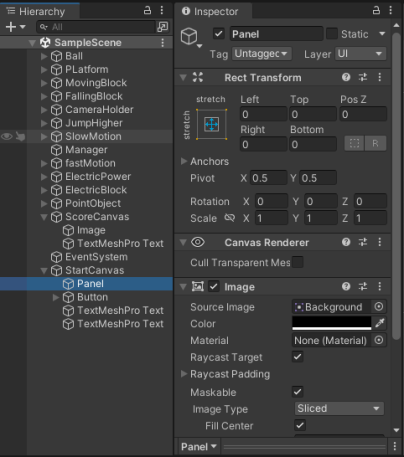 Hierarchy
All
SampleScene
Ball
PLatform
MovingBlock
FallingBlock
CameraHolder
JumpHigher
SlowMotion
Manager
fastMotion
ElectricPower
ElectricBlock
PointObject
ScoreCanvas
Image
TextMeshPro Text
EventSystem
StartCanvas
Panel
Button
TextMeshPro Text
TextMeshPro Text
Inspector
Panel Static
Tag Untagged Layer UI
Rect Transform
stretch Left Top Pos Z
stretch 0 0 0
Right Bottom
0 0 R
Anchors
Pivot X 0.5 Y 0.5
Rotation X 0 Y 0 Z 0
Scale X 1 Y 1 Z 1
Canvas Renderer
Cull Transparent Mes
Image
Source Image Background
Color
Material None (Material)
Raycast Target
Raycast Padding
Maskable
Image Type Sliced
Fill Center
Panel